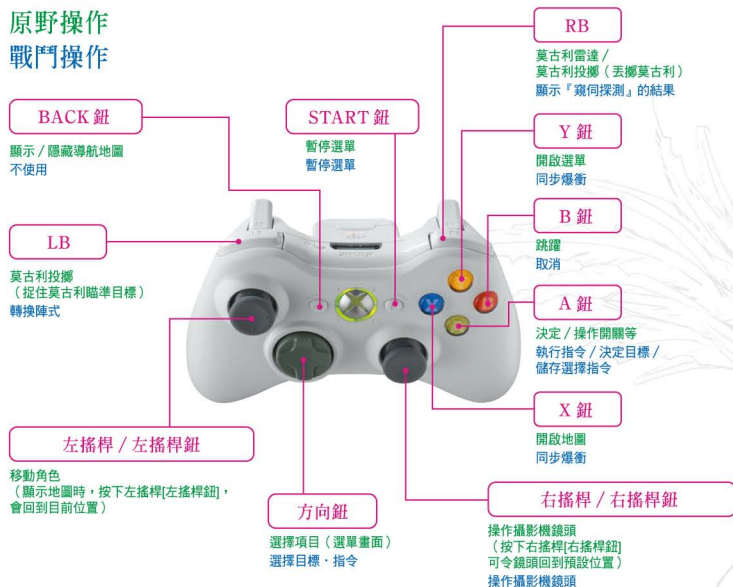 原野操作
戰鬥操作
RB
莫古利雷達 /
莫古利投擲（丟擲莫古利）
顯示『窺伺探測』的結果
BACK 鈕
顯示 / 隱藏導航地圖
不使用
START 鈕
暫停選單
暫停選單
Y 鈕
開啟選單
同步爆衝
LB
莫古利投擲
（捉住莫古利瞄準目標）
轉換陣式
B 鈕
跳躍
取消
A 鈕
決定 / 操作開關等
執行指令 / 決定目標 /
儲存選擇指令
X 鈕
開啟地圖
同步爆衝
左搖桿 / 左搖桿鈕
移動角色
（顯示地圖時，按下左搖桿[左搖桿鈕]，
會回到目前位置）
方向鈕
選擇項目（選單畫面）
選擇目標・指令
右搖桿 / 右搖桿鈕
操作攝影機鏡頭
（按下右搖桿[右搖桿鈕]
可令鏡頭回到預設位置）
操作攝影機鏡頭
Y
B
X
A